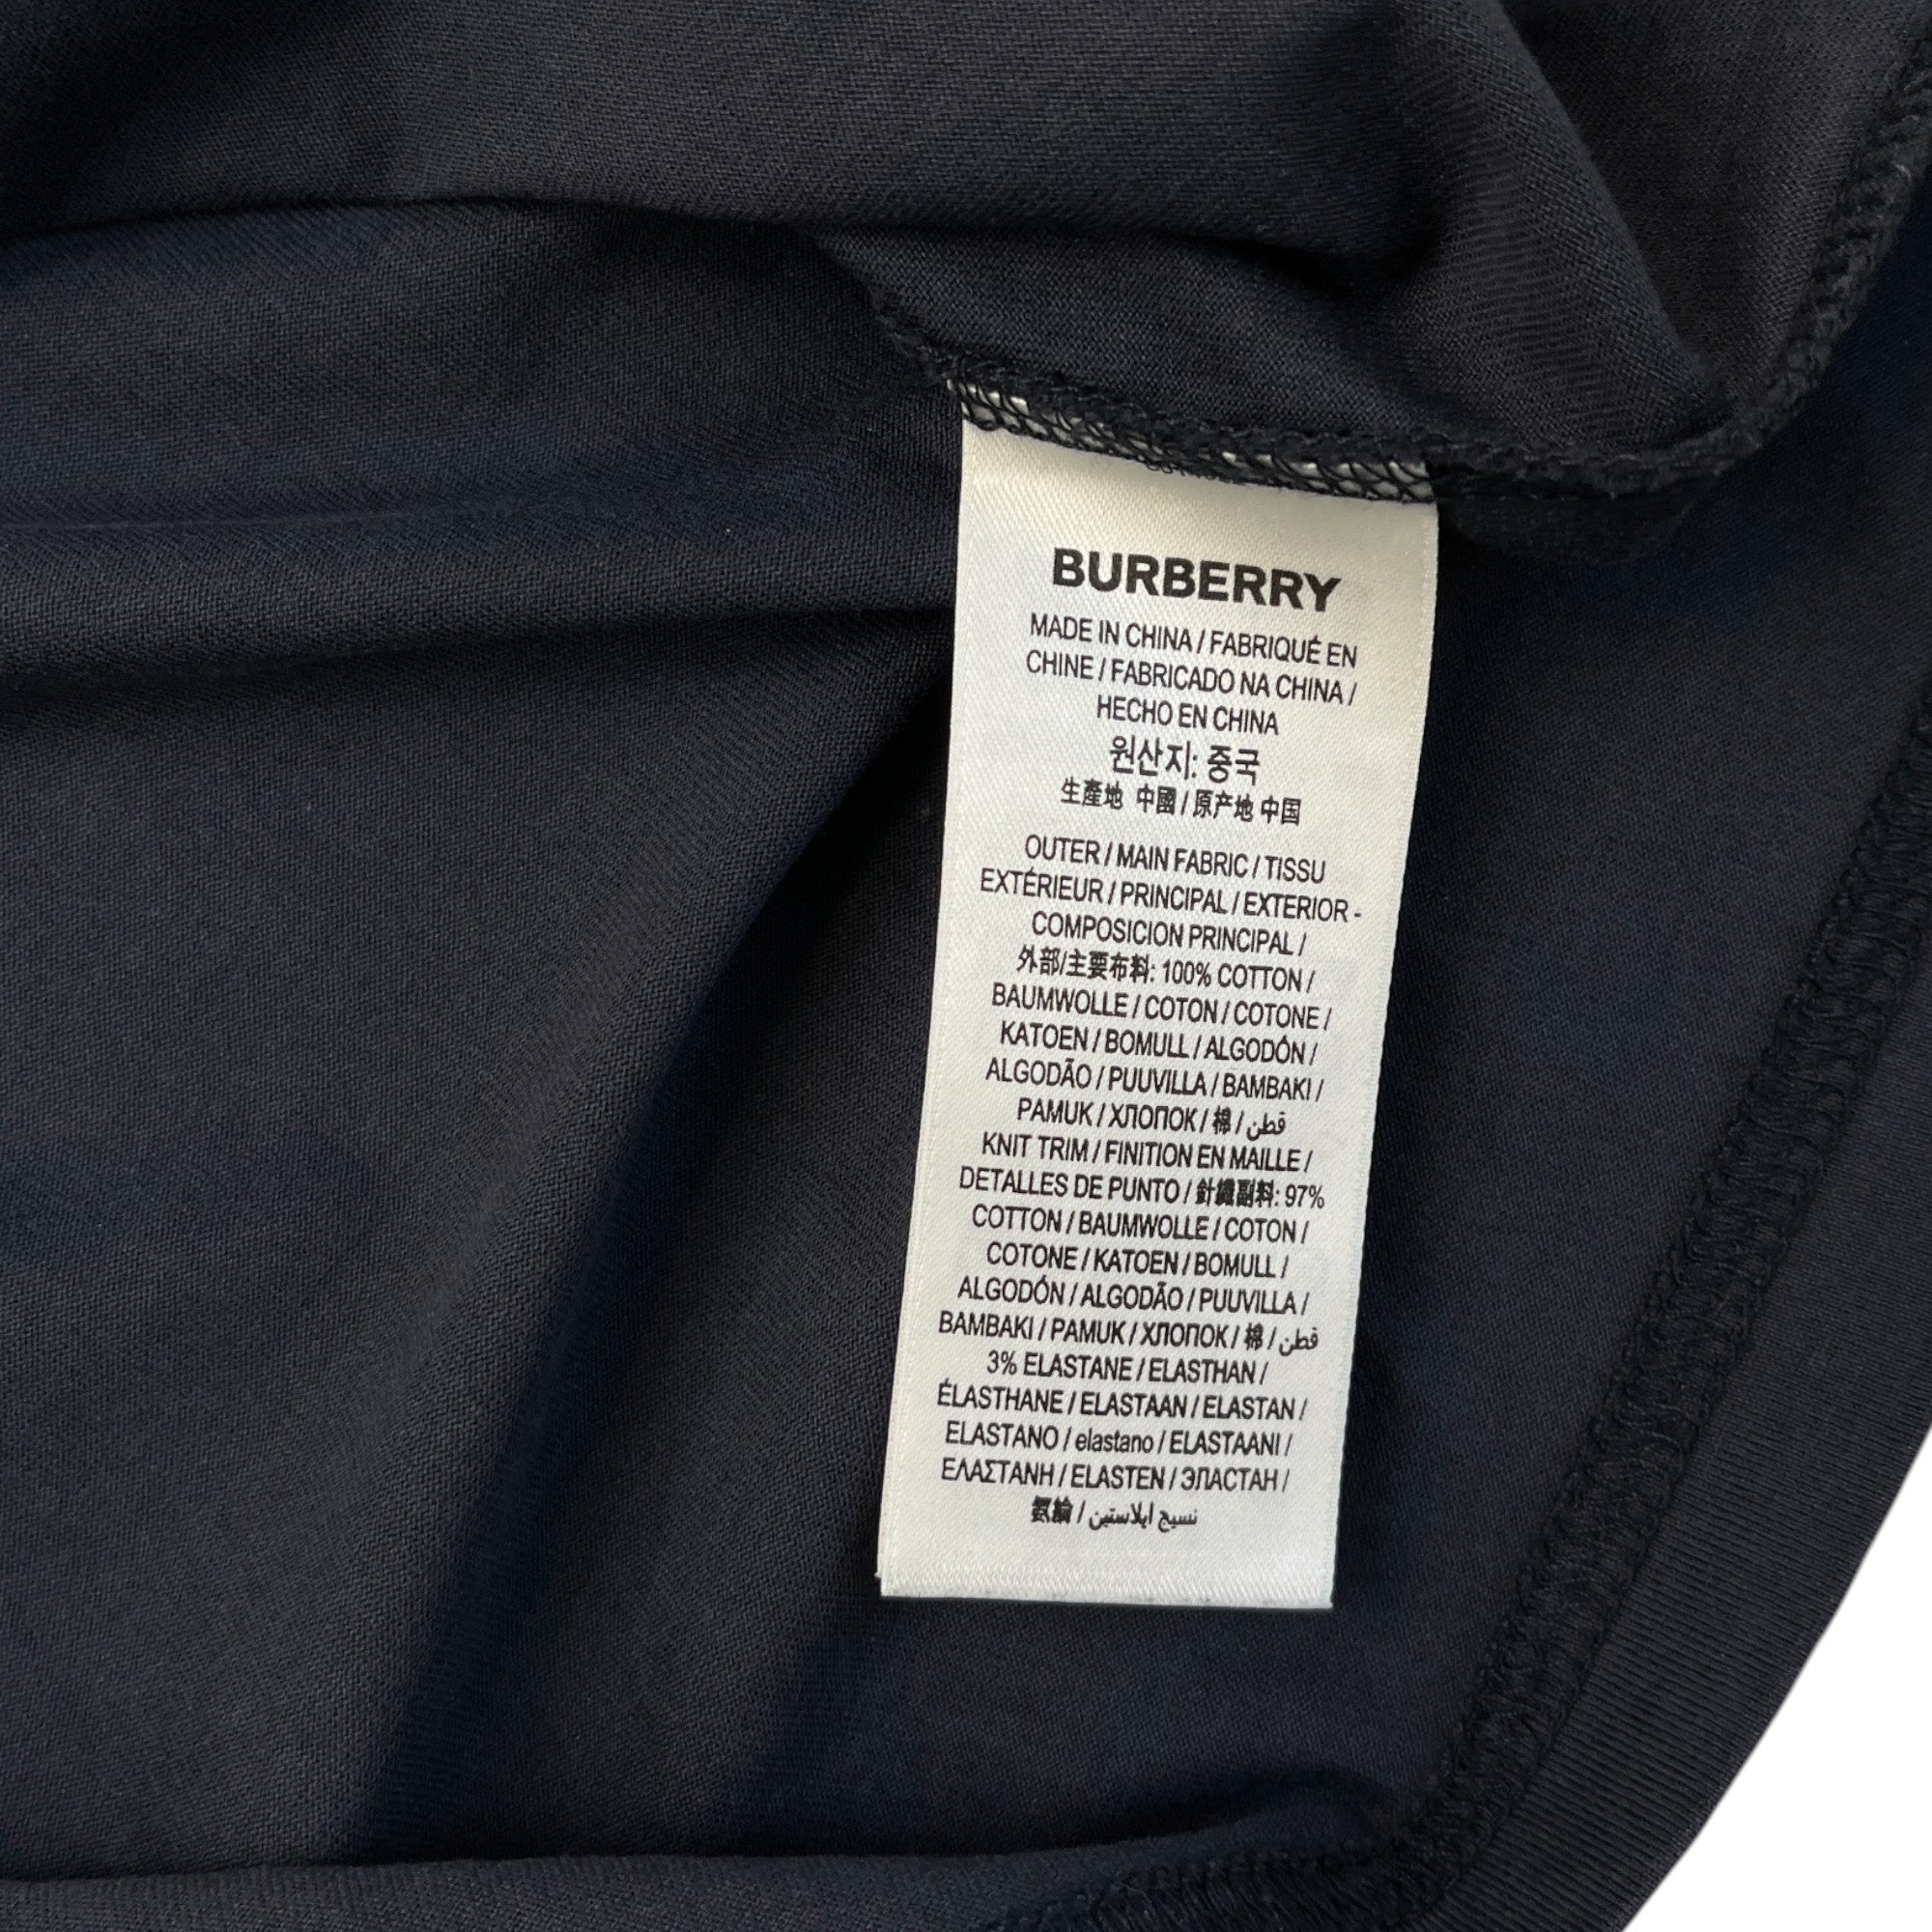 BURBERRY
MADE IN CHINA / FABRIQUÉ EN
CHINE / FABRICADO NA CHINA /
HECHO EN CHINA
원산지: 중국
生產地 中國 / 原产地 中国
OUTER / MAIN FABRIC / TISSU
EXTÉRIEUR / PRINCIPAL / EXTERIOR -
COMPOSICION PRINCIPAL /
外部/主要布料: 100% COTTON /
BAUMWOLLE / COTON / COTONE /
KATOEN / BOMULL / ALGODÓN /
ALGODÃO / PUUVILLA / BAMBAKI /
PAMUK / ХЛОПОК / 棉 / قطن
KNIT TRIM / FINITION EN MAILLE /
DETALLES DE PUNTO / 針織副料: 97%
COTTON / BAUMWOLLE / COTON /
COTONE / KATOEN / BOMULL /
ALGODÓN / ALGODÃO / PUUVILLA /
BAMBAKI / PAMUK / ХЛОПОК / 棉 / قطن
3% ELASTANE / ELASTHAN /
ÉLASTHANE / ELASTAAN / ELASTAN /
ELASTANO / elastano / ELASTAANI /
ΕΛΑΣΤΑΝΗ / ELASTEN / ЭЛАСТАН /
氨綸 / نسيج ايلاستين